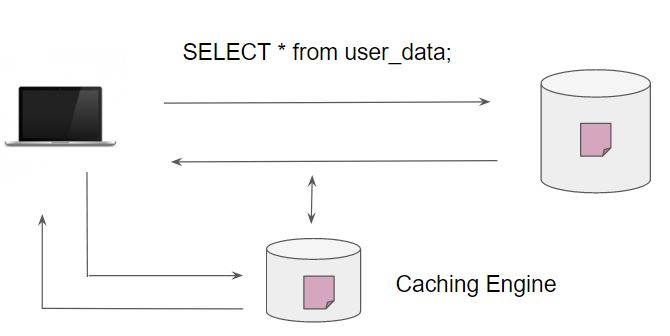 SELECT * from user_data;
Caching Engine